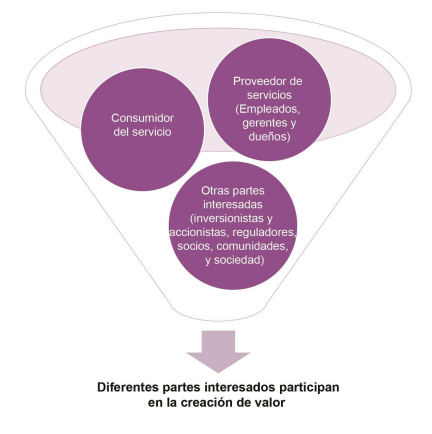 Consumidor
del servicio
Proveedor de
servicios
(Empleados,
gerentes y
dueños)
Otras partes
interesadas
(inversionistas y
accionistas, reguladores,
socios, comunidades,
y sociedad)
Diferentes partes interesados participan
en la creación de valor